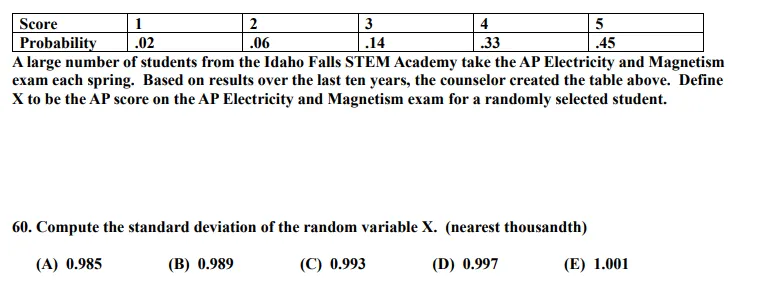 Score 1 2 3 4 5
Probability .02 .06 .14 .33 .45
A large number of students from the Idaho Falls STEM Academy take the AP Electricity and Magnetism
exam each spring. Based on results over the last ten years, the counselor created the table above. Define
X to be the AP score on the AP Electricity and Magnetism exam for a randomly selected student.
60. Compute the standard deviation of the random variable X. (nearest thousandth)
(A) 0.985 (B) 0.989 (C) 0.993 (D) 0.997 (E) 1.001